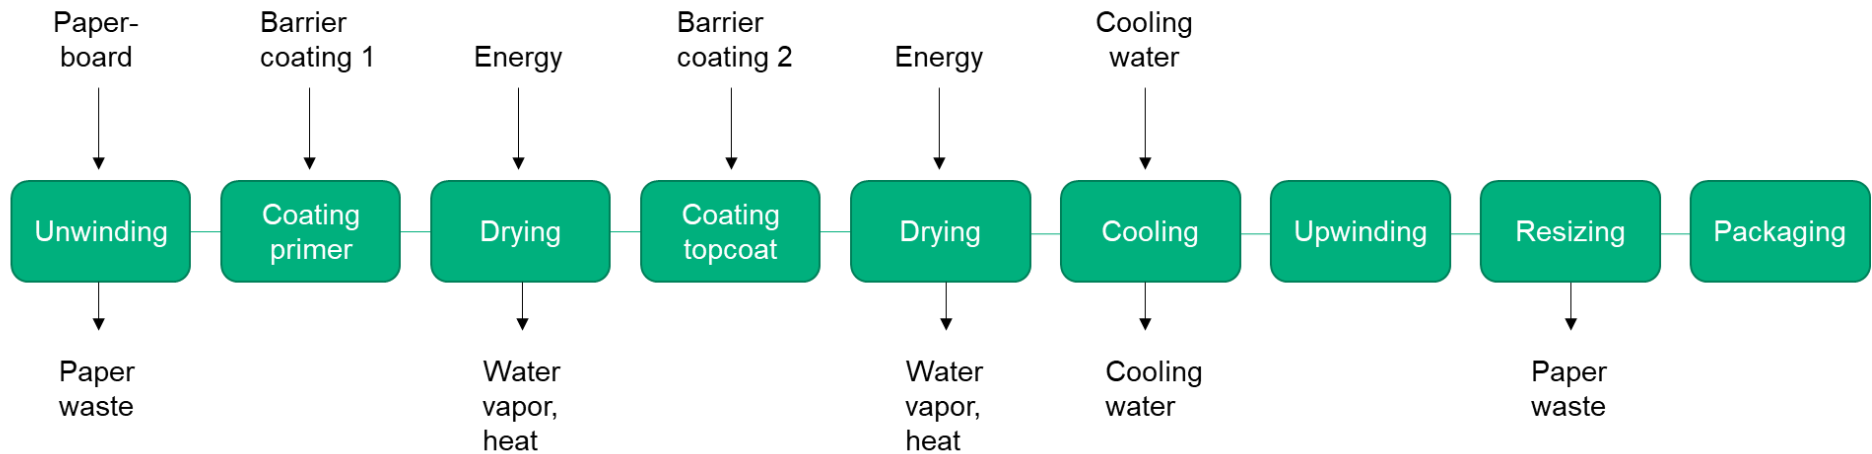 Paper-
board
Barrier
coating 1
Energy
Barrier
coating 2
Energy
Cooling
water
Unwinding
Coating
primer
Drying
Coating
topcoat
Drying
Cooling
Upwinding
Resizing
Packaging
Paper
waste
Water
vapor,
heat
Water
vapor,
heat
Cooling
water
Paper
waste